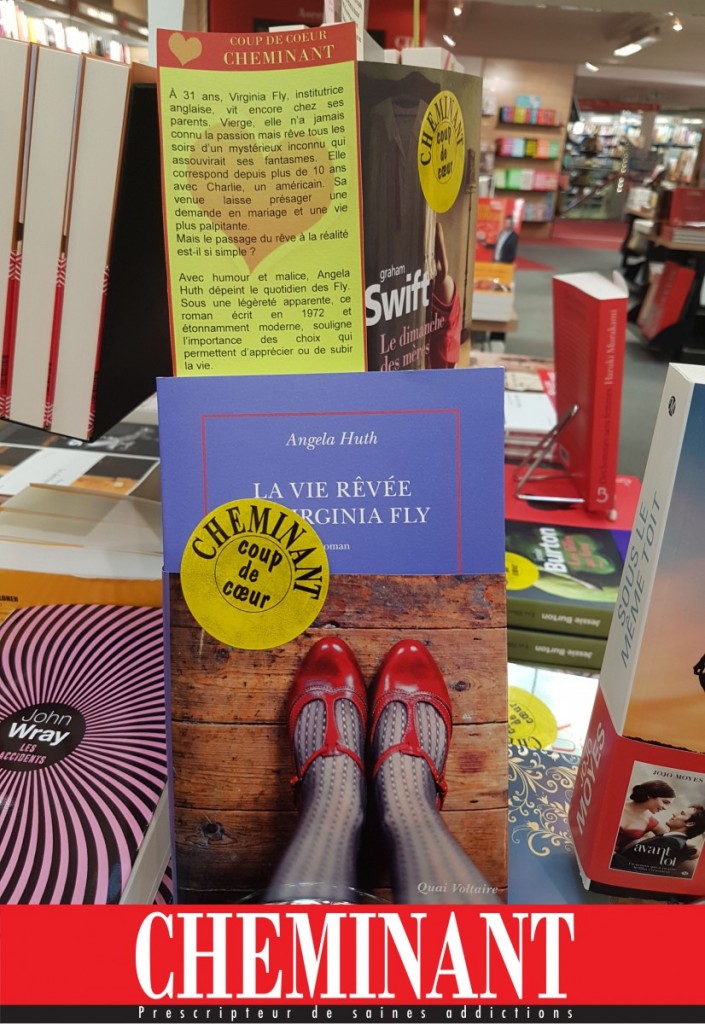 COUP DE COEUR
CHEMINANT
À 31 ans, Virginia Fly, institutrice
anglaise, vit encore chez ses
parents. Vierge, elle n'a jamais
connu la passion mais rêve tous les
soirs d'un mystérieux inconnu qui
assouvirait ses fantasmes. Elle
correspond depuis plus de 10 ans
avec Charlie, un américain. Sa
venue laisse présager une
demande en mariage et une vie
plus palpitante.
Mais le passage du rêve à la réalité
est-il si simple ?
Avec humour et malice, Angela
Huth dépeint le quotidien des Fly.
Sous une légèreté apparente, ce
roman écrit en 1972 et
étonnamment moderne, souligne
l'importance des choix qui
permettent d'apprécier ou de subir
la vie.
CHEMINANT
coup
de
cœur
graham
Swift
Le dimanche
des mères
Angela Huth
LA VIE RÊVÉE
VIRGINIA FLY
roman
CHEMINANT
coup
de
cœur
Quai Voltaire
John
Wray
LES
ACCIDENTS
Haruki Murakami
Burton
Jessie Burton
Jessie Burton
SOUS LE
MÊME TOIT
JOJO
MOYES
JOJO MOYES
avant
toi
CHEMINANT
Prescripteur de saines addictions